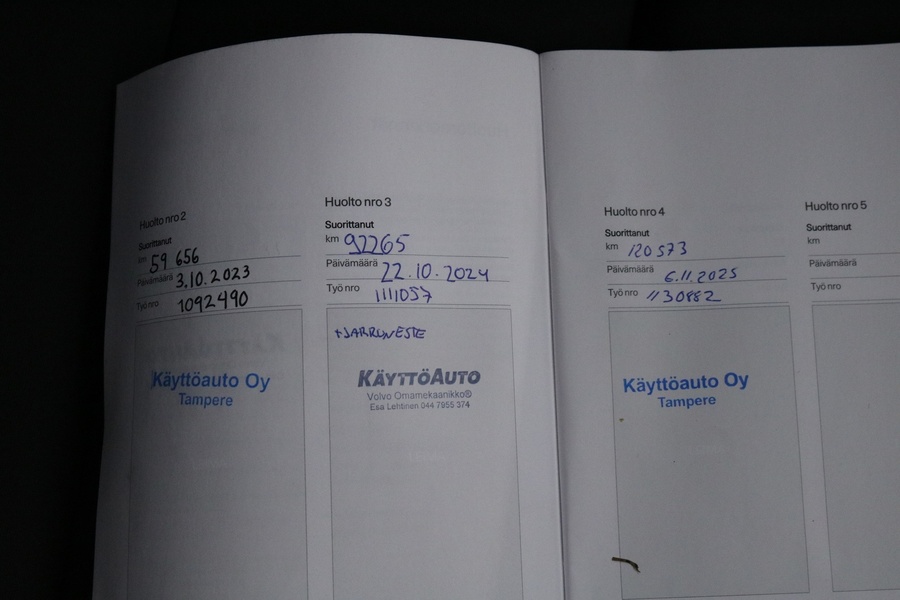 Huolto nro 2
Suorittanut
km 59 656
Päivämäärä 3.10.2023
Työ nro 1092490
Käyttöauto Oy
Tampere
Huolto nro 3
Suorittanut
km 92265
Päivämäärä 22.10.2024
Työ nro 1111057
+JARRUNESTE
KÄYTTÖAUTO
Volvo Omamekaanikko®
Esa Lehtinen 044 7955 374
Huolto nro 4
Suorittanut
km 120 573
Päivämäärä 6.11.2025
Työ nro 1130882
Käyttöauto Oy
Tampere
Huolto nro 5
Suorittanut
km
Päivämäärä
Työ nro